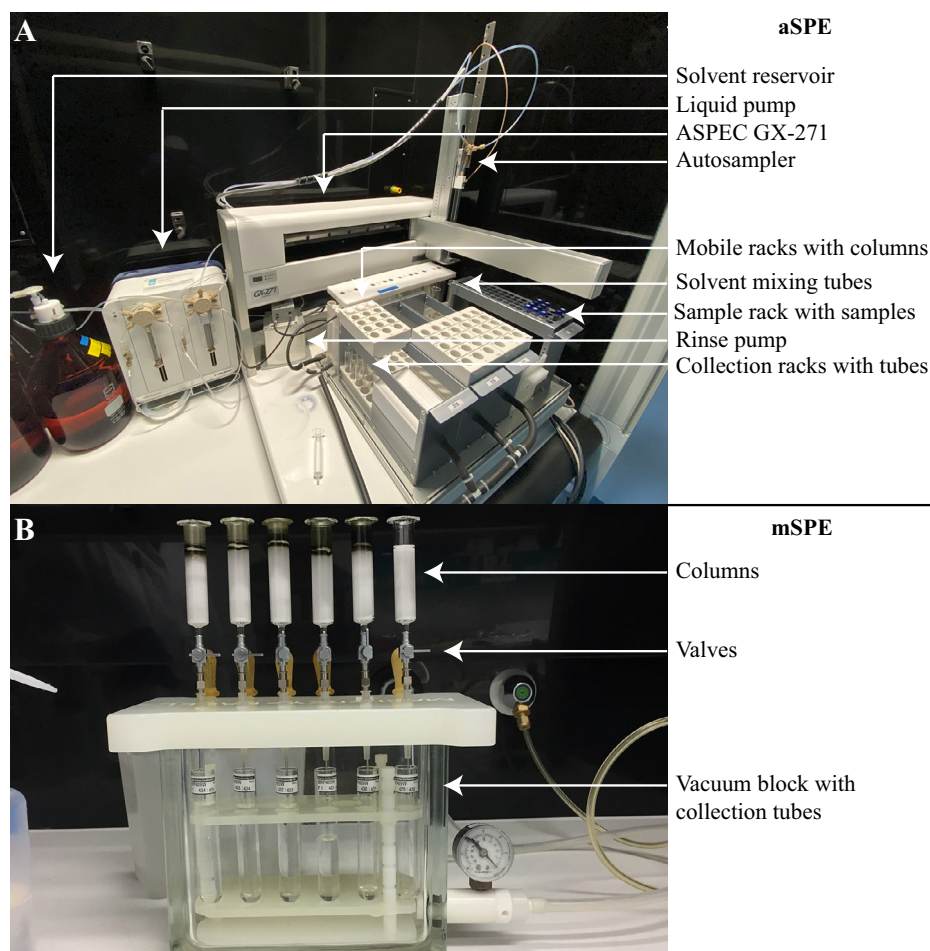 A
aSPE
Solvent reservoir
Liquid pump
ASPEC GX-271
Autosampler
Mobile racks with columns
Solvent mixing tubes
Sample rack with samples
Rinse pump
Collection racks with tubes
GX-271
B
mSPE
Columns
Valves
Vacuum block with
collection tubes